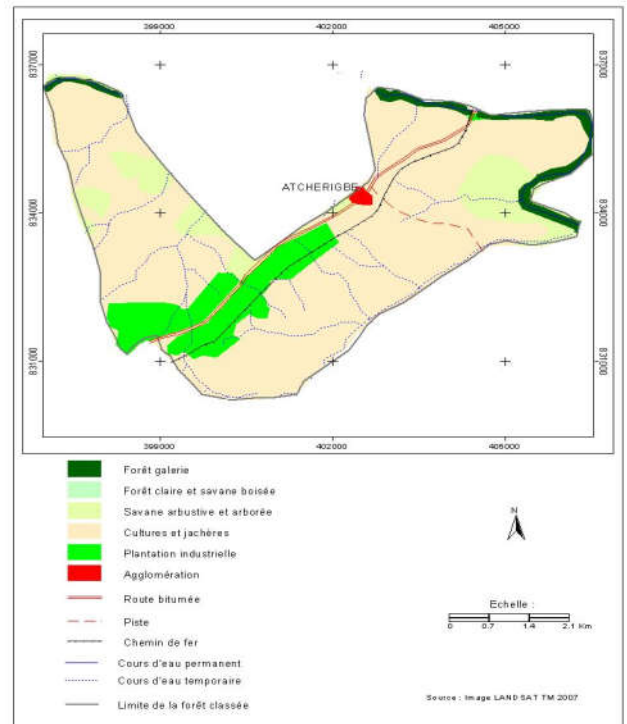 399000 402000 405000
837000 837000
ATCHERIGBE
834000 834000
831000 831000
399000 402000 405000
Forêt galerie
Forêt claire et savane boisée
Savane arbustive et arborée
Cultures et jachères
Plantation industrielle
Agglomération
Route bitumée
Piste
Chemin de fer
Cours d'eau permanent
Cours d'eau temporaire
Limite de la forêt classée
N
Echelle :
0 0.7 1.4 2.1 Km
Source : Image LANDSAT TM 2007